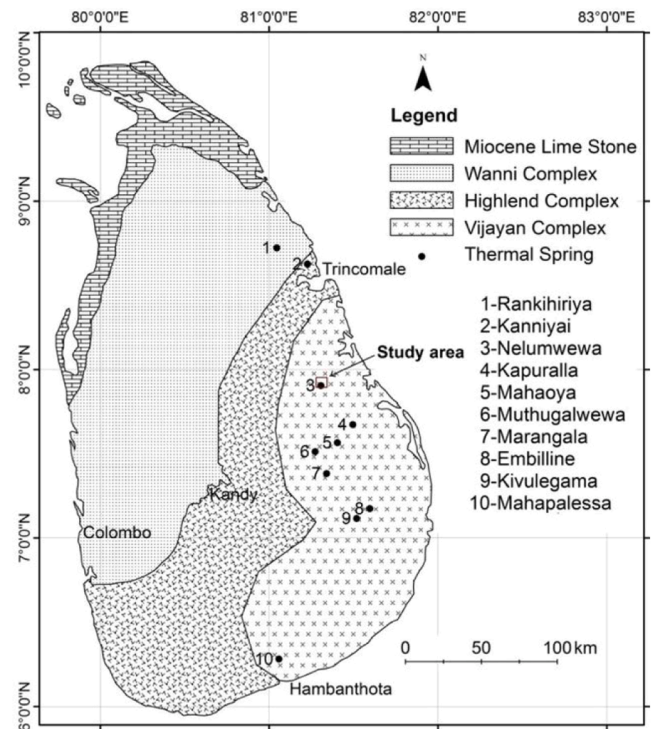 80°0'0"E 81°0'0"E 82°0'0"E 83°0'0"E
10°0'0"N
N
Legend
Miocene Lime Stone
Wanni Complex
Highlend Complex
Vijayan Complex
Thermal Spring
9°0'0"N
1
2
Trincomale
1-Rankihiriya
2-Kanniyai
3-Nelumwewa
4-Kapuralla
5-Mahaoya
6-Muthugalwewa
7-Marangala
8-Embilline
9-Kivulegama
10-Mahapalessa
8°0'0"N
Study area
3
4
5
6
7
Kandy
8
9
Colombo
7°0'0"N
0 50 100 km
10
Hambanthota
6°0'0"N